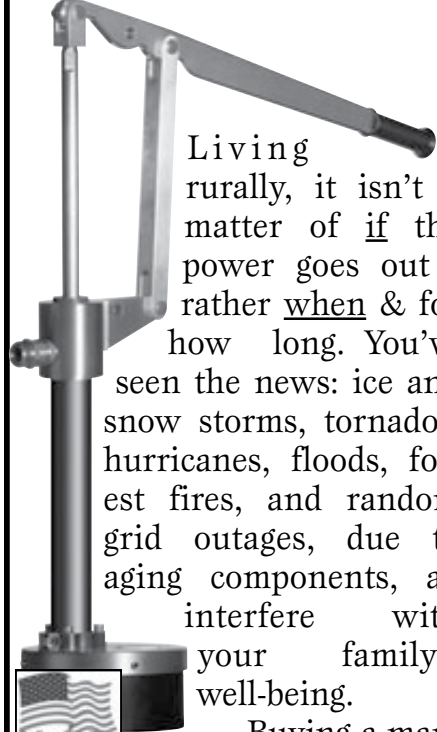 Living
rurally, it isn’t
matter of if th
power goes out
rather when & fo
how long. You’v
seen the news: ice an
snow storms, tornado
hurricanes, floods, fo
est fires, and rando
grid outages, due t
aging components, a
interfere wit
your family
well-being.
Buying a man